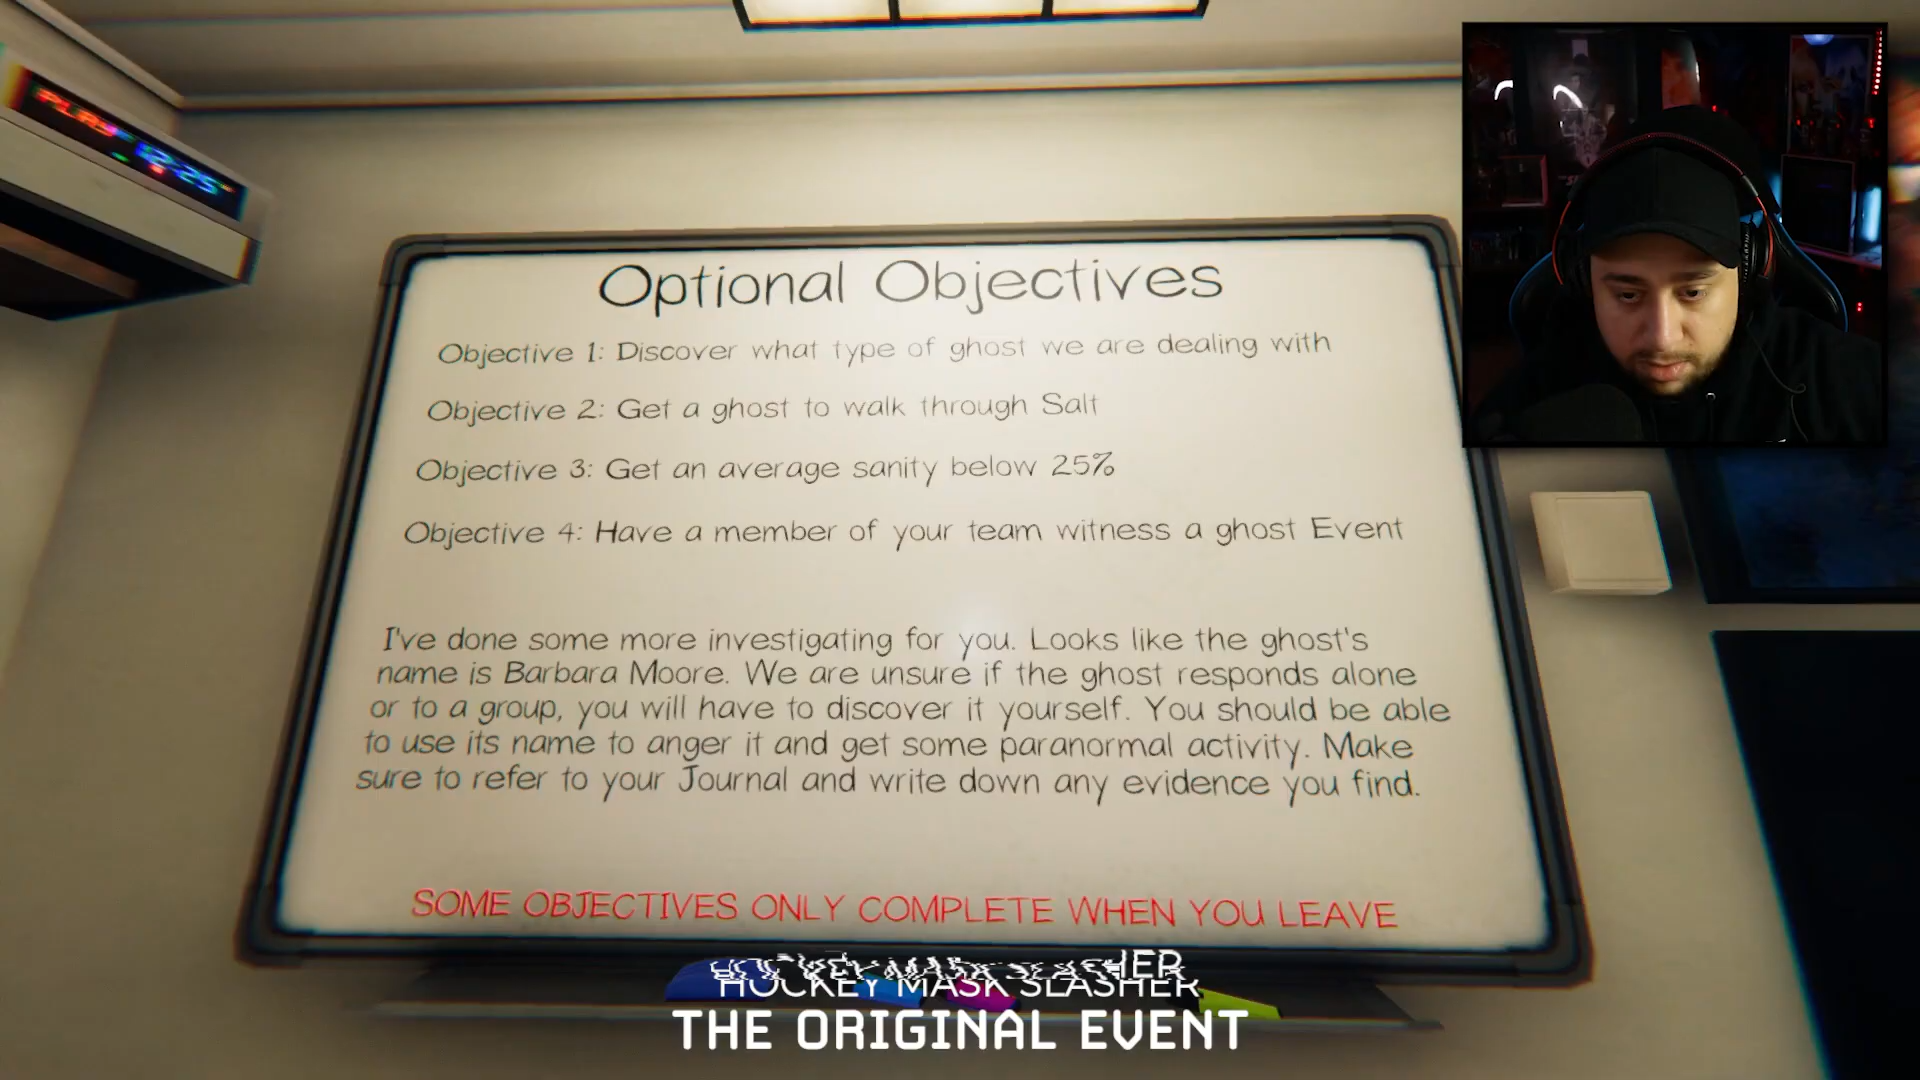 PLAY
Optional Objectives
Objective 1: Discover what type of ghost we are dealing with
Objective 2: Get a ghost to walk through Salt
Objective 3: Get an average sanity below 25%
Objective 4: Have a member of your team witness a ghost Event
I've done some more investigating for you. Looks like the ghost's
name is Barbara Moore. We are unsure if the ghost responds alone
or to a group, you will have to discover it yourself. You should be able
to use its name to anger it and get some paranormal activity. Make
sure to refer to your Journal and write down any evidence you find.
SOME OBJECTIVES ONLY COMPLETE WHEN YOU LEAVE
HOCKEY MASK SLASHER
THE ORIGINAL EVENT